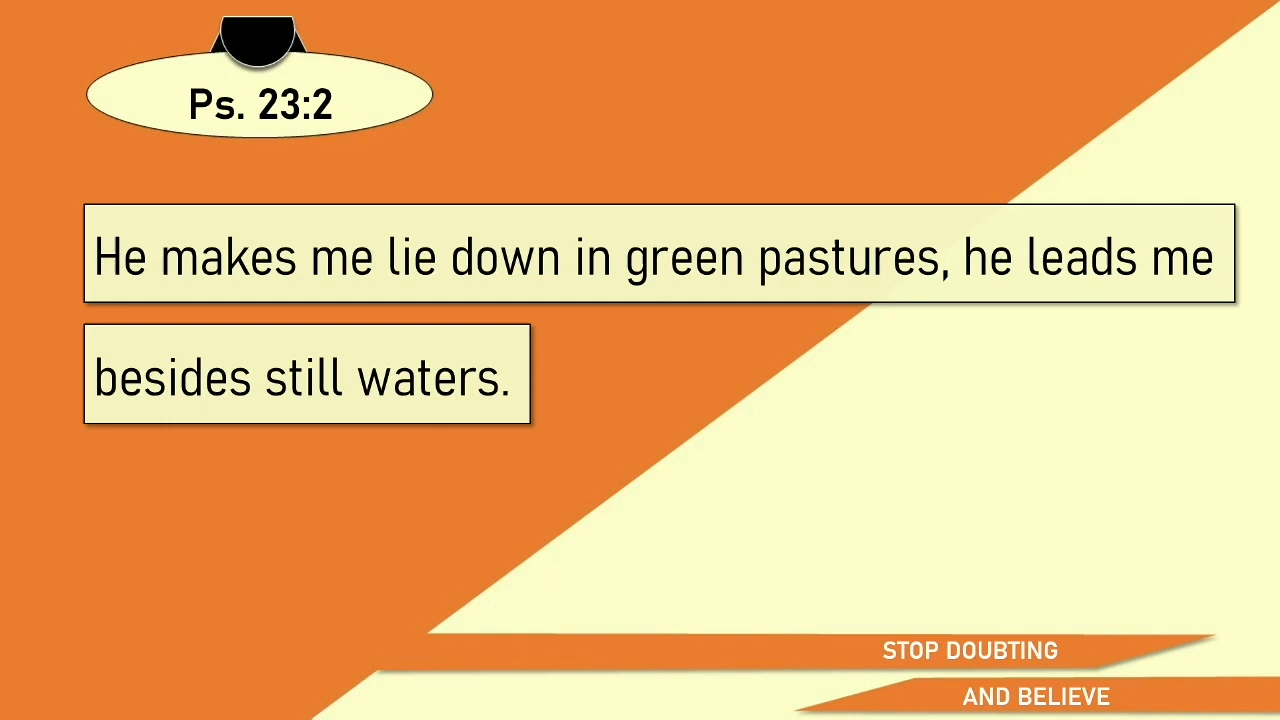 Ps. 23:2
He makes me lie down in green pastures, he leads me
besides still waters.
STOP DOUBTING
AND BELIEVE